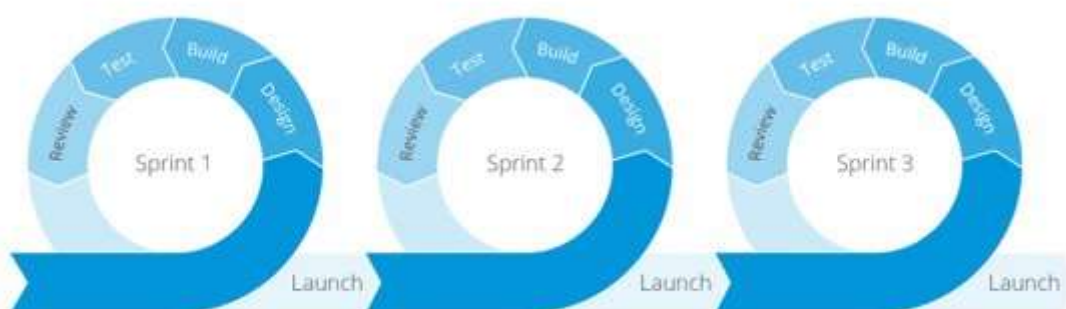 Test
Build
Design
Review
Sprint 1
Launch
Test
Build
Design
Review
Sprint 2
Launch
Test
Build
Design
Review
Sprint 3
Launch